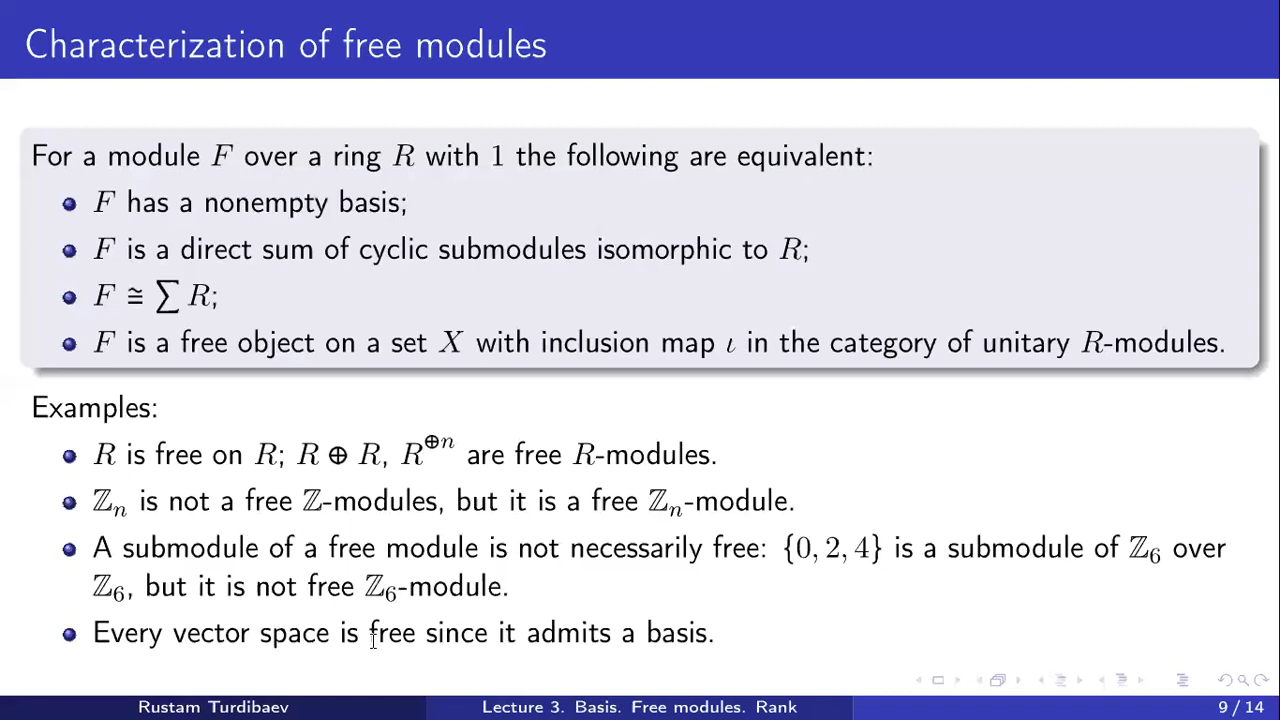 Characterization of free modules
For a module F over a ring R with 1 the following are equivalent:
F has a nonempty basis;
F is a direct sum of cyclic submodules isomorphic to R;
F ≅ ∑ R;
F is a free object on a set X with inclusion map ι in the category of unitary R-modules.
Examples:
R is free on R; R ⊕ R, R^{⊕n} are free R-modules.
ℤₙ is not a free ℤ-modules, but it is a free ℤₙ-module.
A submodule of a free module is not necessarily free: {0, 2, 4} is a submodule of ℤ₆ over
ℤ₆, but it is not free ℤ₆-module.
Every vector space is free since it admits a basis.
Rustam Turdibaev
Lecture 3. Basis. Free modules. Rank
9 / 14